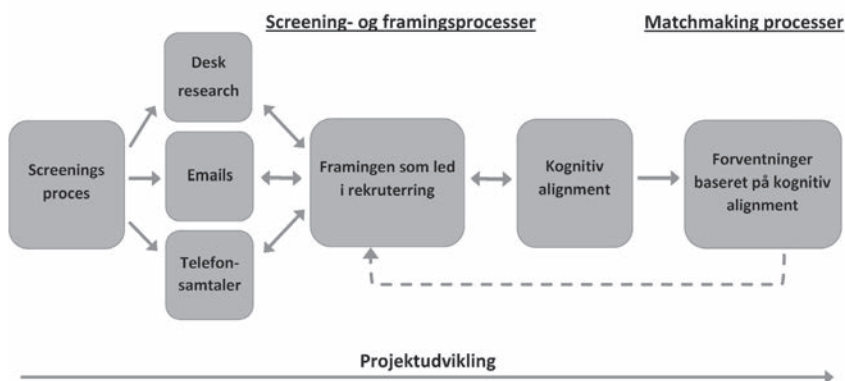 Screening- og framingsprocesser
Matchmaking processer
Desk
research
Screenings
proces
Emails
Framingen som led
i rekruterring
Kognitiv
alignment
Forventninger
baseret på kognitiv
alignment
Telefon-
samtaler
Projektudvikling